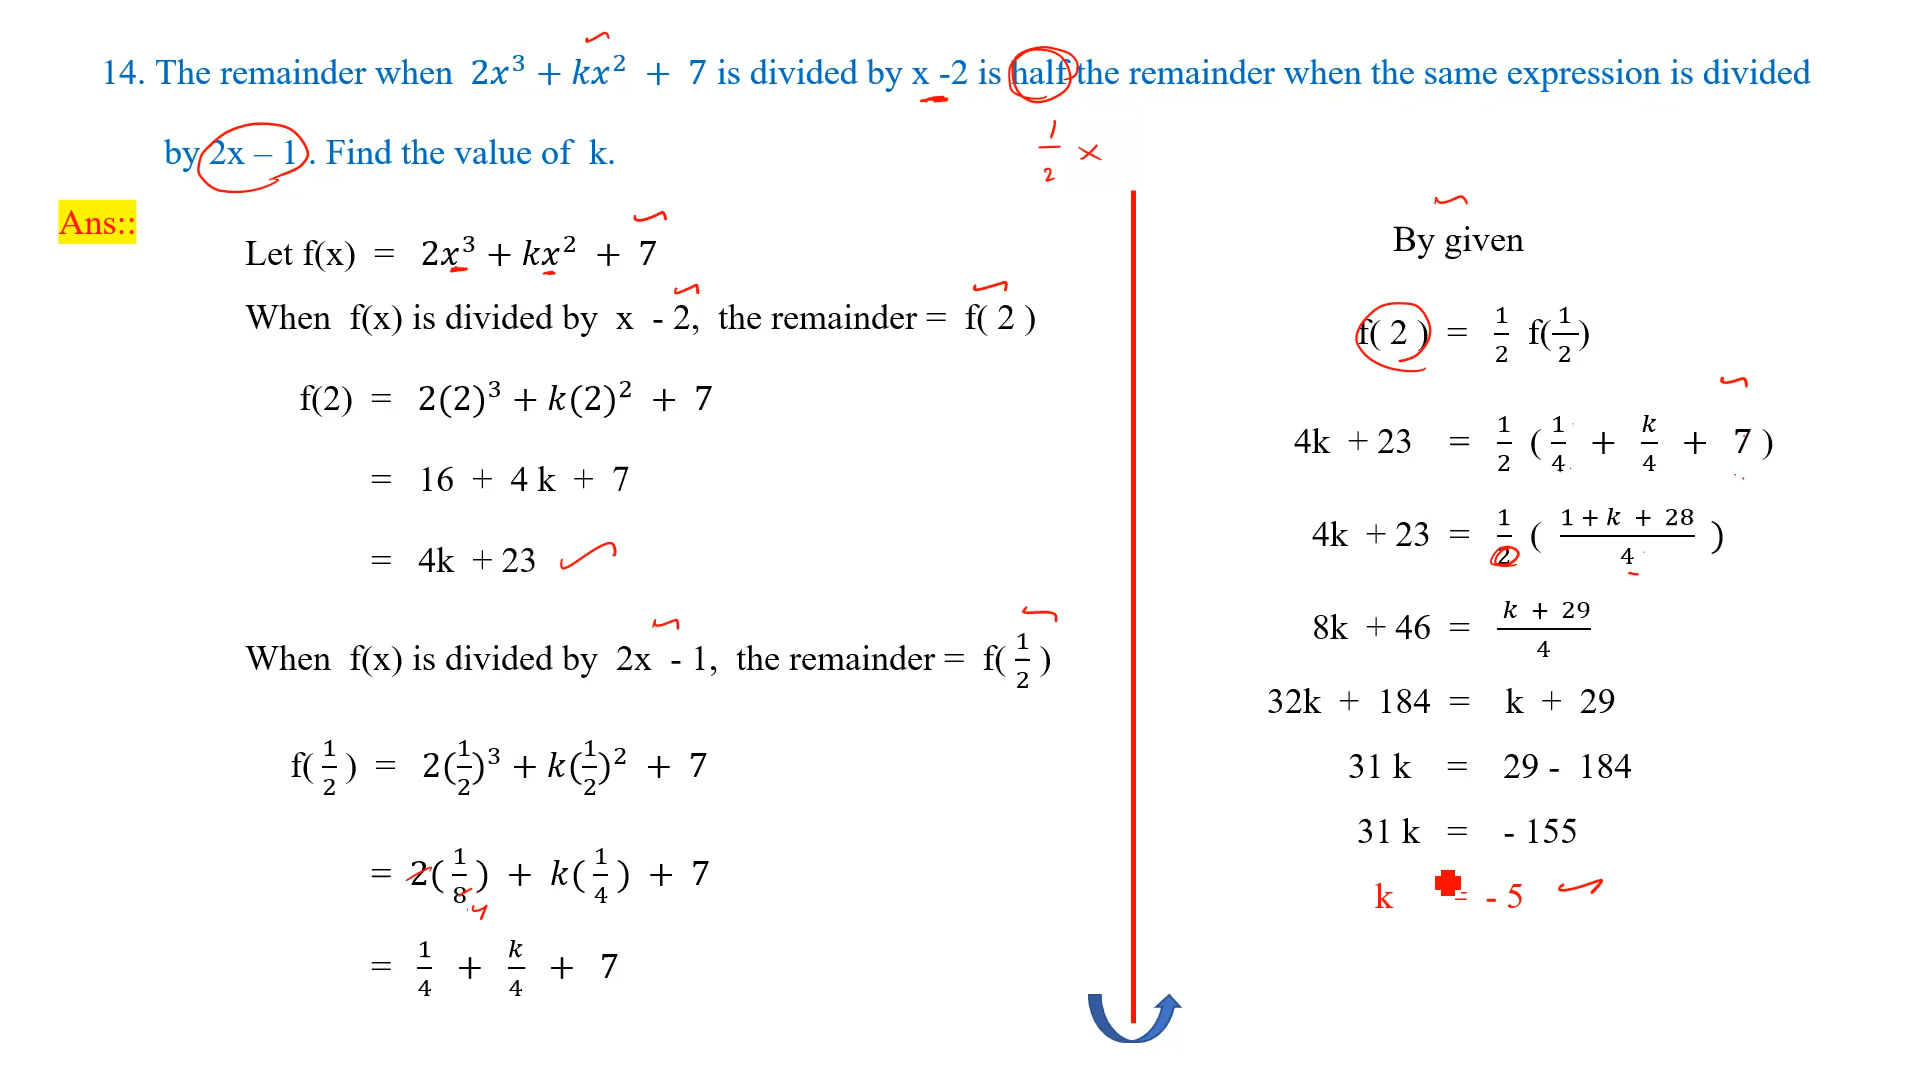 14. The remainder when 2x³ + kx² + 7 is divided by x -2 is half the remainder when the same expression is divided
by 2x – 1 . Find the value of k.
1/2 ×
Ans::
Let f(x) = 2x³ + kx² + 7
When f(x) is divided by x - 2, the remainder = f( 2 )
f(2) = 2(2)³ + k(2)² + 7
= 16 + 4 k + 7
= 4k + 23
When f(x) is divided by 2x - 1, the remainder = f( 1/2 )
f( 1/2 ) = 2(1/2)³ + k(1/2)² + 7
= 2(1/8) + k(1/4) + 7
4
= 1/4 + k/4 + 7
By given
f( 2 ) = 1/2 f(1/2)
4k + 23 = 1/2 (1/4 + k/4 + 7 )
4k + 23 = 1/2 ( (1 + k + 28)/4 )
8k + 46 = (k + 29)/4
32k + 184 = k + 29
31 k = 29 - 184
31 k = - 155
k = - 5